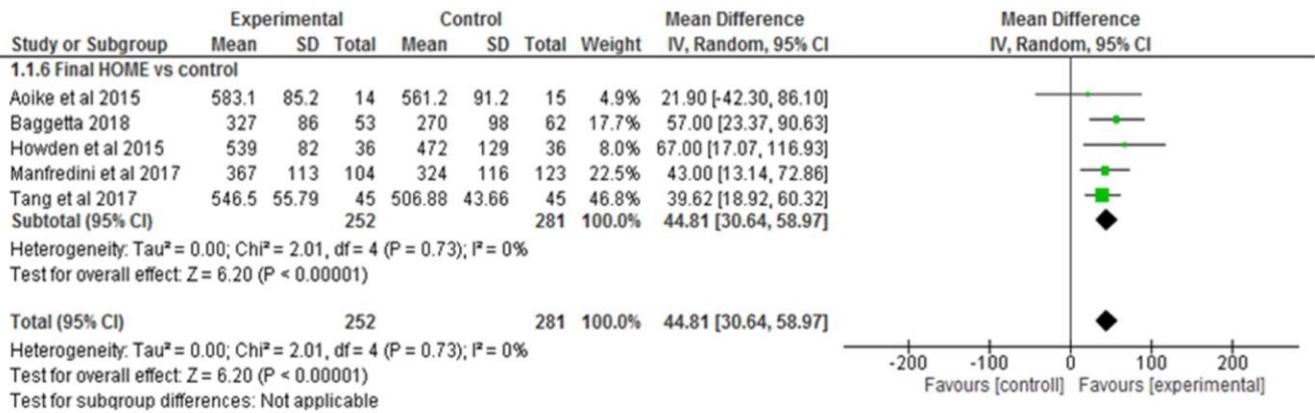 Experimental Control Mean Difference Mean Difference
Study or Subgroup Mean SD Total Mean SD Total Weight IV, Random, 95% CI IV, Random, 95% CI
1.1.6 Final HOME vs control
Aoike et al 2015 583.1 85.2 14 561.2 91.2 15 4.9% 21.90 [-42.30, 86.10]
Baggetta 2018 327 86 53 270 98 62 17.7% 57.00 [23.37, 90.63]
Howden et al 2015 539 82 36 472 129 36 8.0% 67.00 [17.07, 116.93]
Manfredini et al 2017 367 113 104 324 116 123 22.5% 43.00 [13.14, 72.86]
Tang et al 2017 546.5 55.79 45 506.88 43.66 45 46.8% 39.62 [18.92, 60.32]
Subtotal (95% CI) 252 281 100.0% 44.81 [30.64, 58.97]
Heterogeneity: Tau² = 0.00; Chi² = 2.01, df = 4 (P = 0.73); I² = 0%
Test for overall effect: Z = 6.20 (P < 0.00001)
Total (95% CI) 252 281 100.0% 44.81 [30.64, 58.97]
Heterogeneity: Tau² = 0.00; Chi² = 2.01, df = 4 (P = 0.73); I² = 0%
Test for overall effect: Z = 6.20 (P < 0.00001)
Test for subgroup differences: Not applicable
-200 -100 0 100 200
Favours [controll] Favours [experimental]